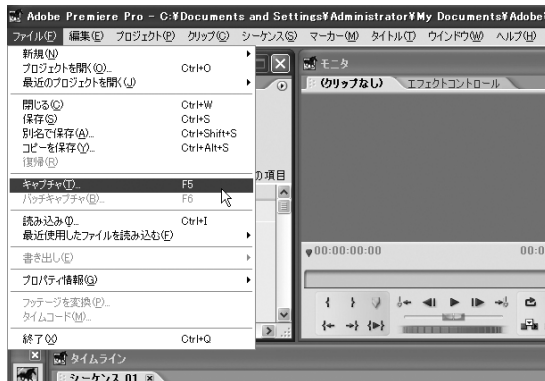 Adobe Premiere Pro - C:¥Documents and Settings¥Administrator¥My Documents¥Adobe¥
ファイル(F) 編集(E) プロジェクト(P) クリップ(C) シーケンス(S) マーカー(M) タイトル(T) ウインドウ(W) ヘルプ(H)
新規(N)
プロジェクトを開く(O)... Ctrl+O
最近のプロジェクトを開く(J)
閉じる(C) Ctrl+W
保存(S) Ctrl+S
別名で保存(A)... Ctrl+Shift+S
コピーを保存(Y)... Ctrl+Alt+S
復帰(R)
キャプチャ(T)... F5
バッチキャプチャ(B)... F6
読み込み(I)... Ctrl+I
最近使用したファイルを読み込む(F)
書き出し(E)
プロパティ情報(G)
フッテージを変換(P)...
タイムコード(M)...
終了(X) Ctrl+Q
の項目
モニタ
(クリップなし) エフェクトコントロール
00:00:00:00 00:0
タイムライン
シーケンス 01